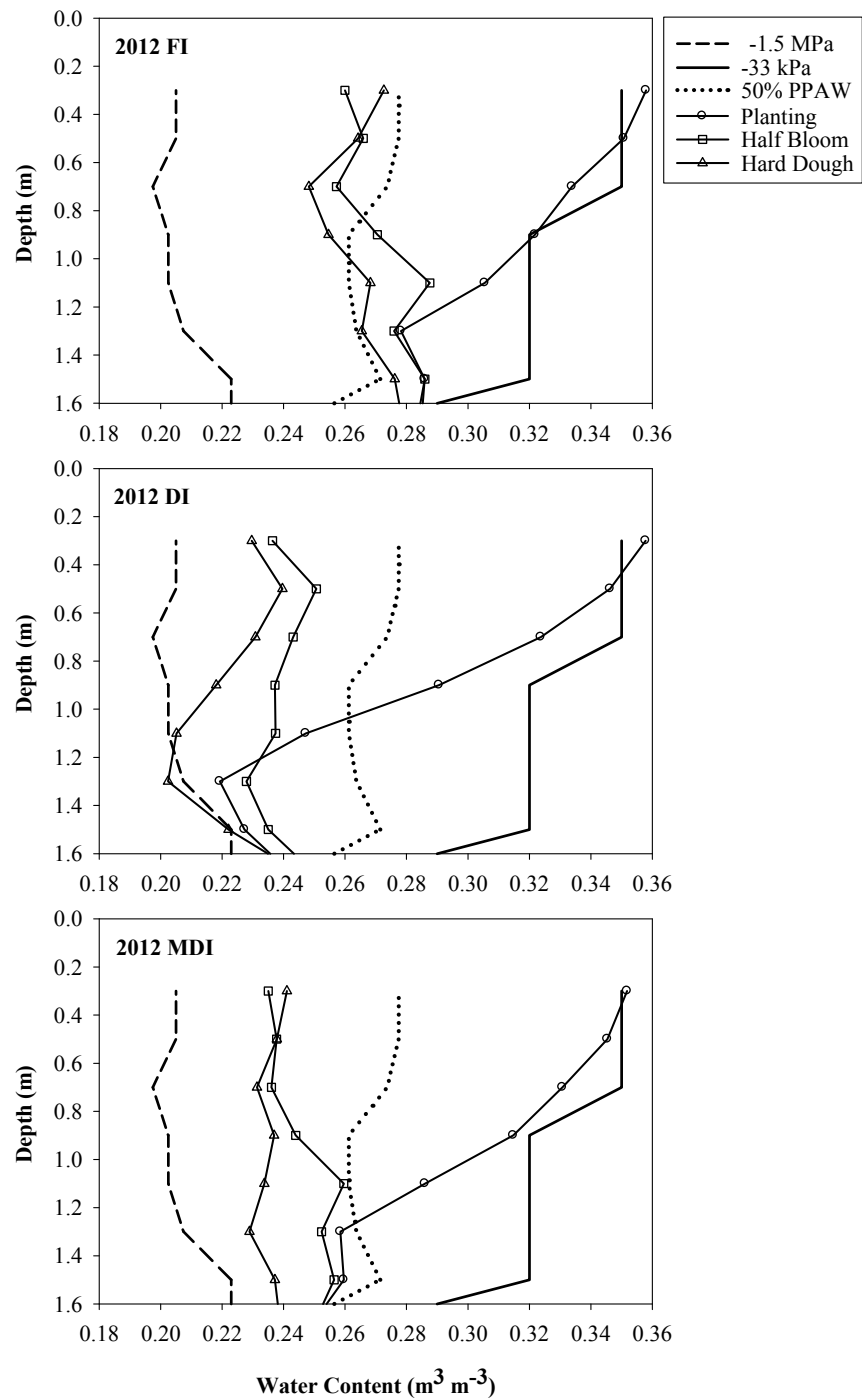 0.0
2012 FI
0.2
0.4
0.6
0.8
1.0
1.2
1.4
1.6
Depth (m)
0.18 0.20 0.22 0.24 0.26 0.28 0.30 0.32 0.34 0.36
-1.5 MPa
-33 kPa
50% PPAW
Planting
Half Bloom
Hard Dough
0.0
2012 DI
0.2
0.4
0.6
0.8
1.0
1.2
1.4
1.6
Depth (m)
0.18 0.20 0.22 0.24 0.26 0.28 0.30 0.32 0.34 0.36
0.0
2012 MDI
0.2
0.4
0.6
0.8
1.0
1.2
1.4
1.6
Depth (m)
0.18 0.20 0.22 0.24 0.26 0.28 0.30 0.32 0.34 0.36
Water Content (m³ m⁻³)